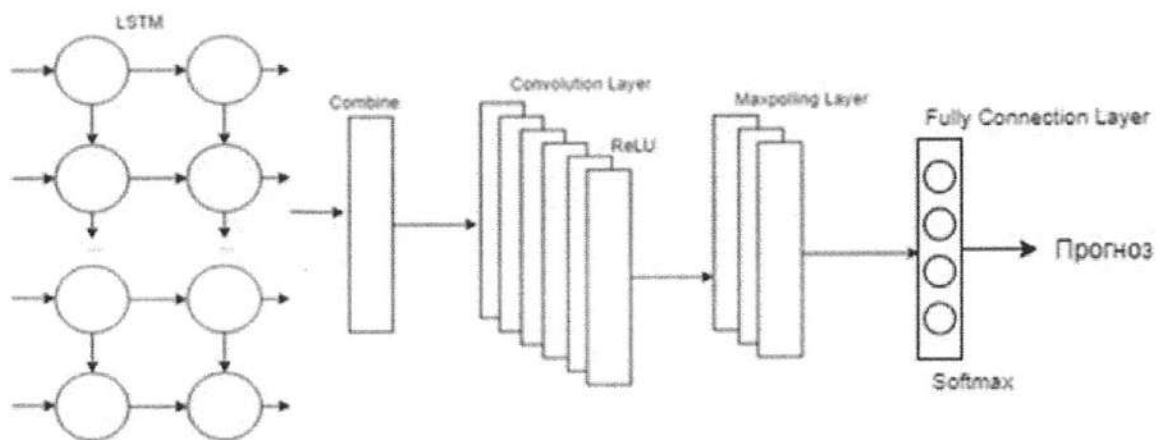 LSTM
Combine
Convolution Layer
ReLU
Maxpolling Layer
Fully Connection Layer
Softmax
Прогноз
...
...